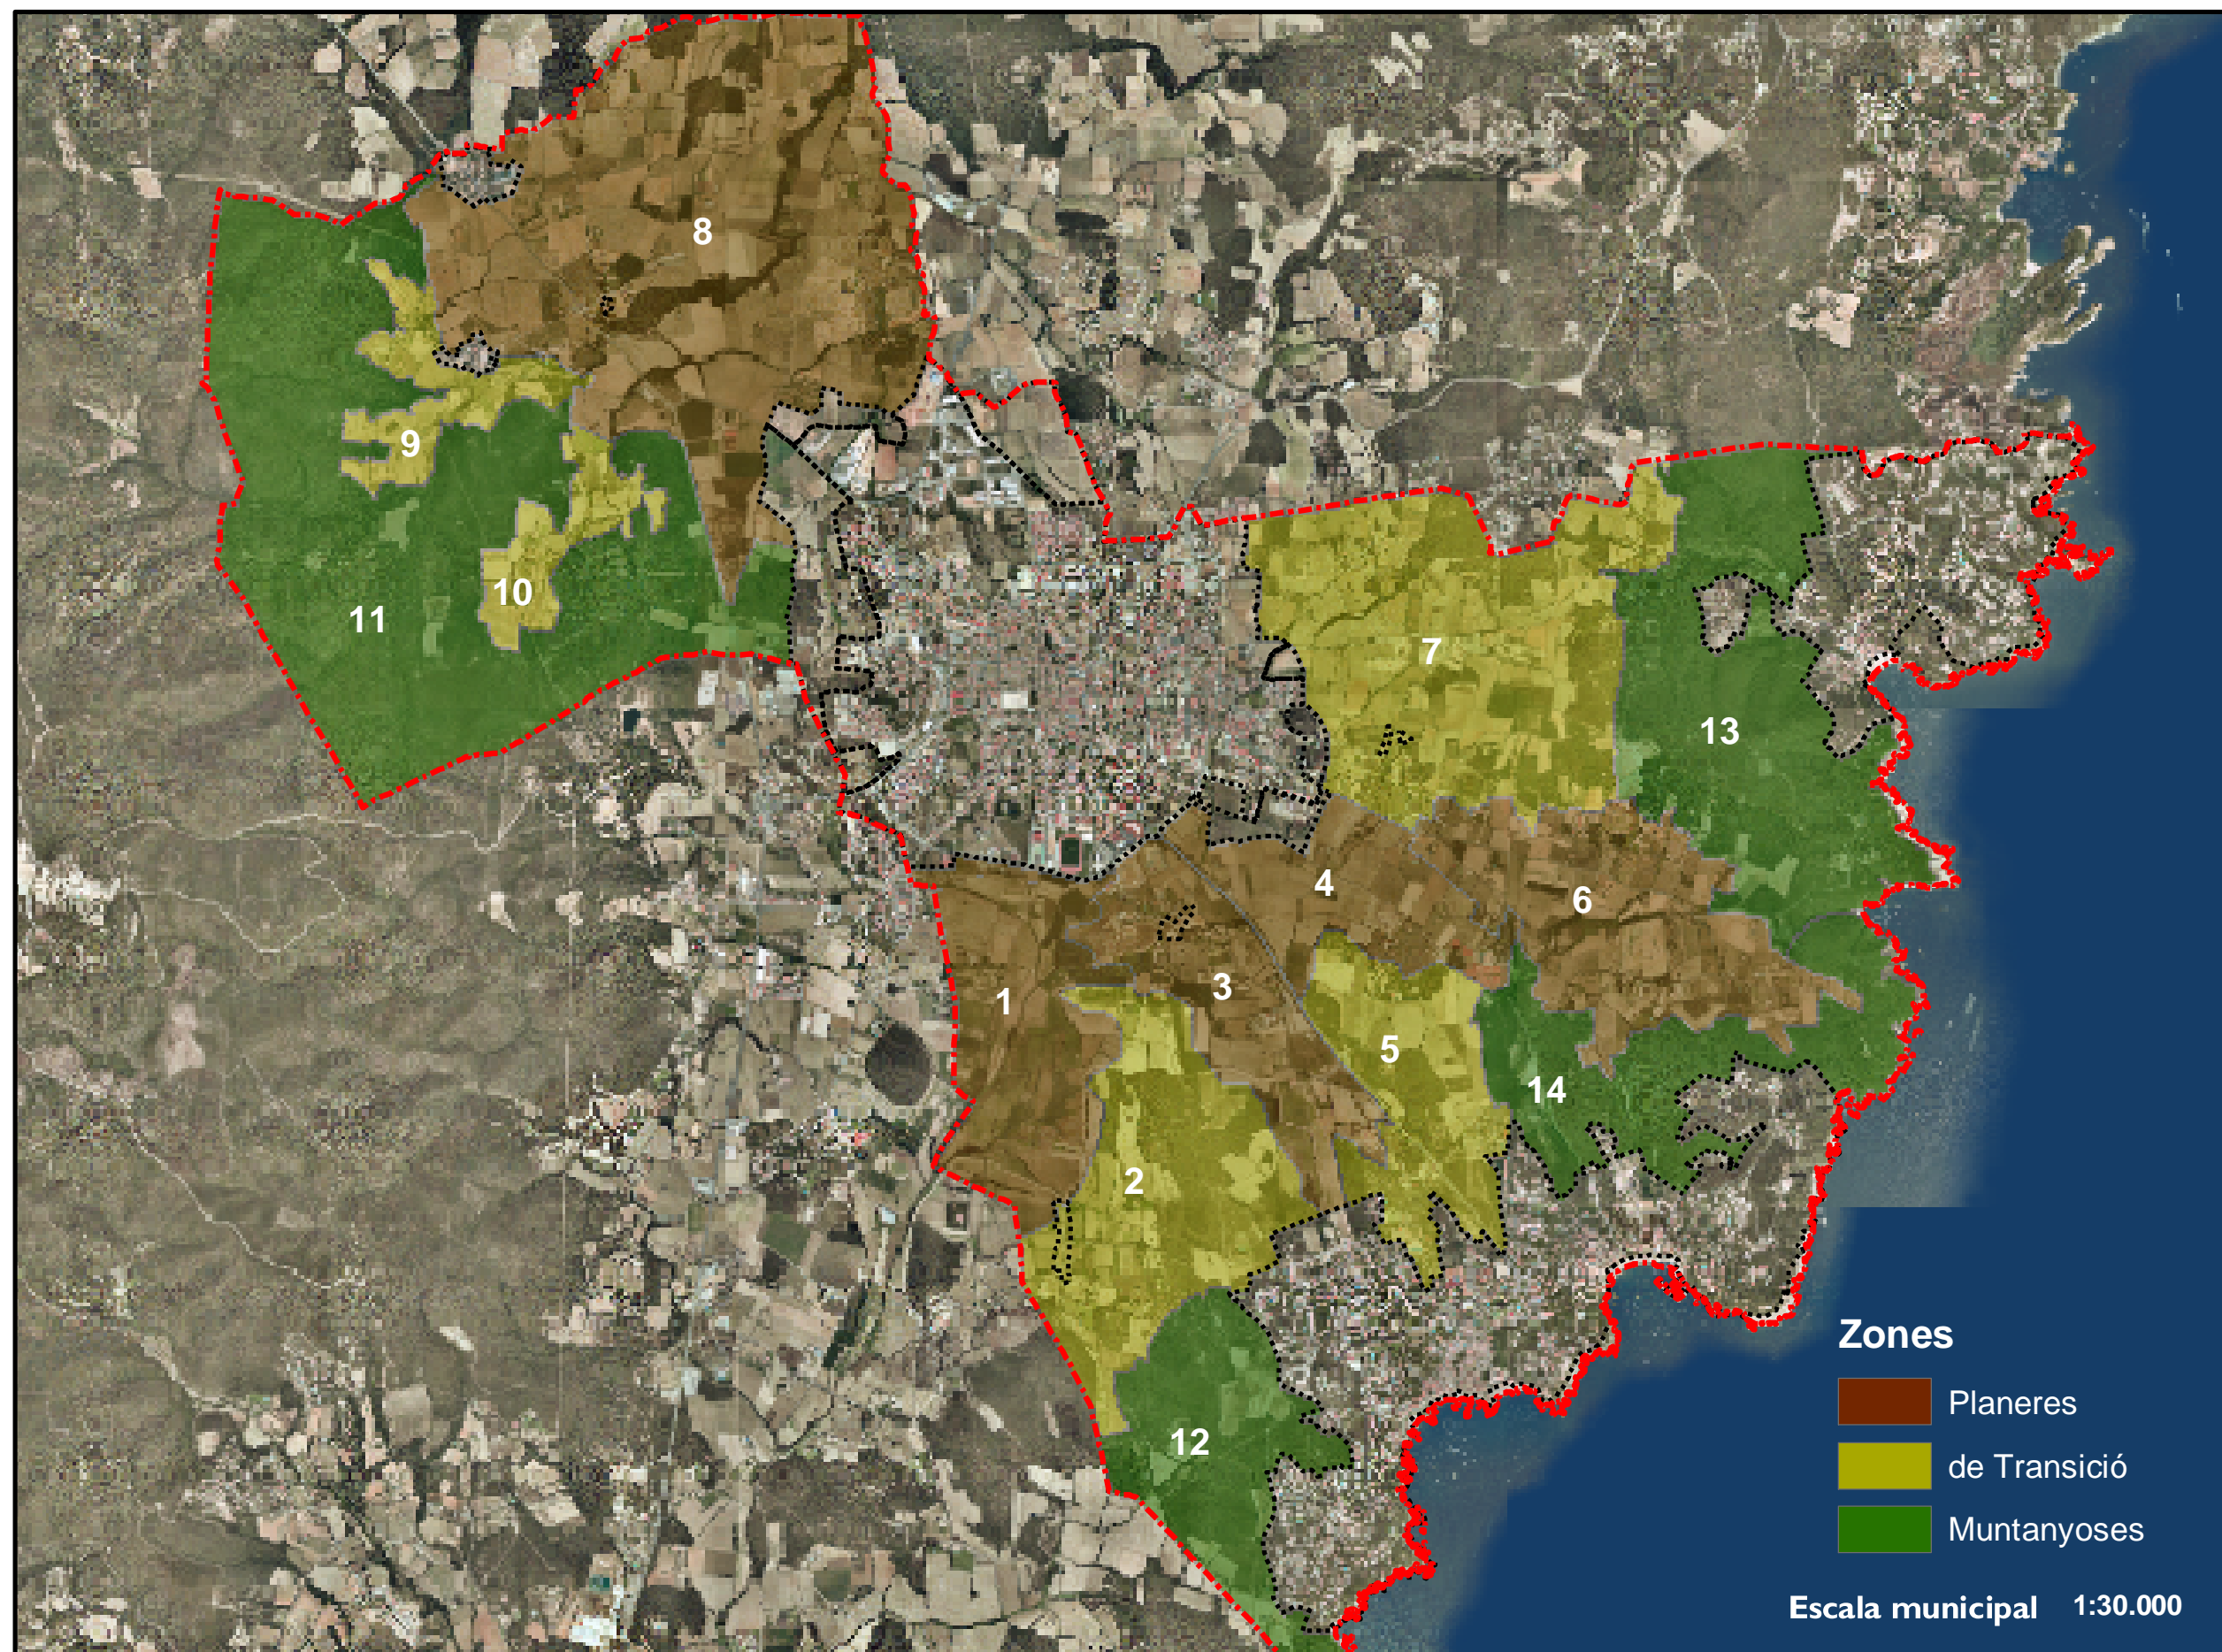 8
9
7
10
11
13
4
6
3
1
5
14
2
12
Zones
Planeres
de Transició
Muntanyoses
Escala municipal 1:30.000